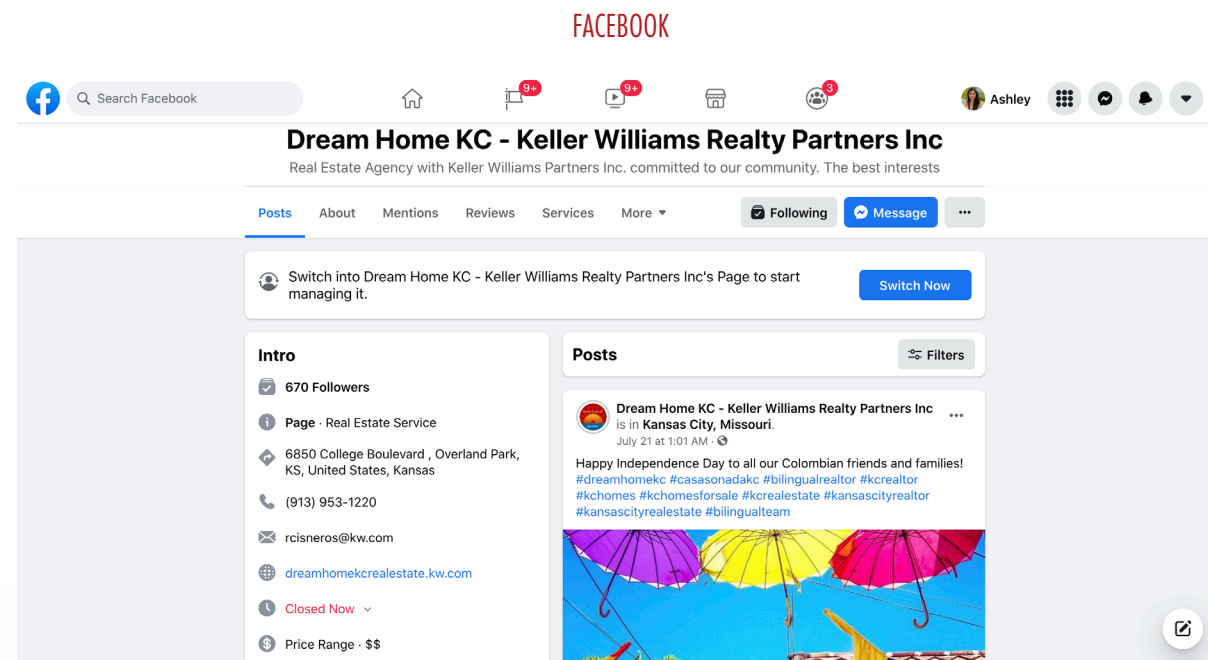 FACEBOOK
Search Facebook
9+
9+
3
Ashley
Dream Home KC - Keller Williams Realty Partners Inc
Real Estate Agency with Keller Williams Partners Inc. committed to our community. The best interests
Posts About Mentions Reviews Services More
Following
Message
Switch into Dream Home KC - Keller Williams Realty Partners Inc's Page to start
managing it.
Switch Now
Intro
670 Followers
Page · Real Estate Service
6850 College Boulevard , Overland Park,
KS, United States, Kansas
(913) 953-1220
rcisneros@kw.com
dreamhomekcrealestate.kw.com
Closed Now
Price Range · $$
Posts
Filters
Dream Home KC - Keller Williams Realty Partners Inc
is in Kansas City, Missouri.
July 21 at 1:01 AM ·
Happy Independence Day to all our Colombian friends and families!
#dreamhomekc #casasonadakc #bilingualrealtor #kcrealtor
#kchomes #kchomesforsale #kcrealestate #kansascityrealtor
#kansascityrealestate #bilingualteam